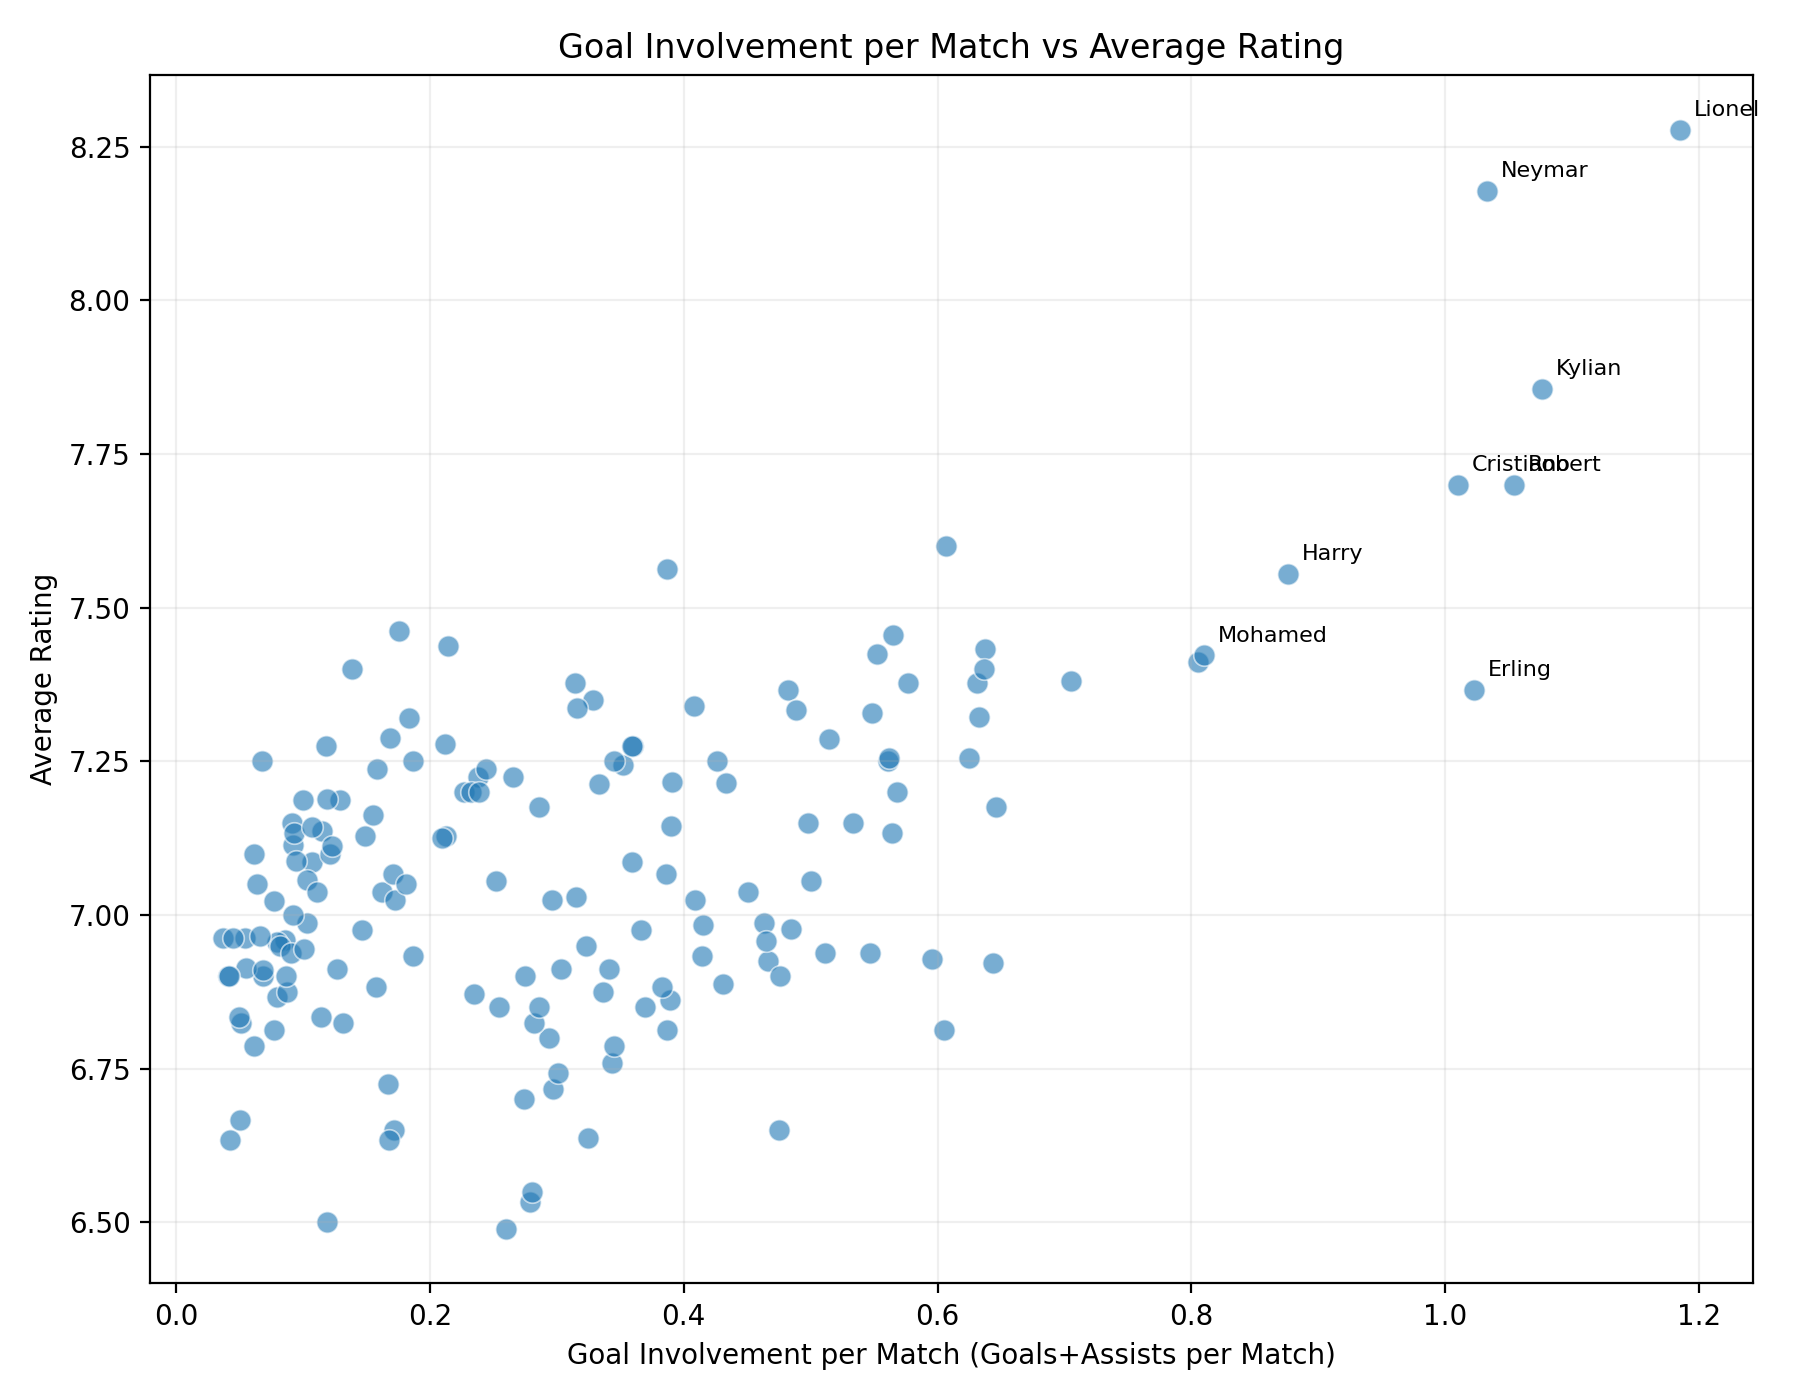 Goal Involvement per Match vs Average Rating
Lionel
Neymar
Kylian
Cristiano
Robert
Harry
Mohamed
Erling
8.25
8.00
7.75
7.50
7.25
7.00
6.75
6.50
Average Rating
0.0 0.2 0.4 0.6 0.8 1.0 1.2
Goal Involvement per Match (Goals+Assists per Match)